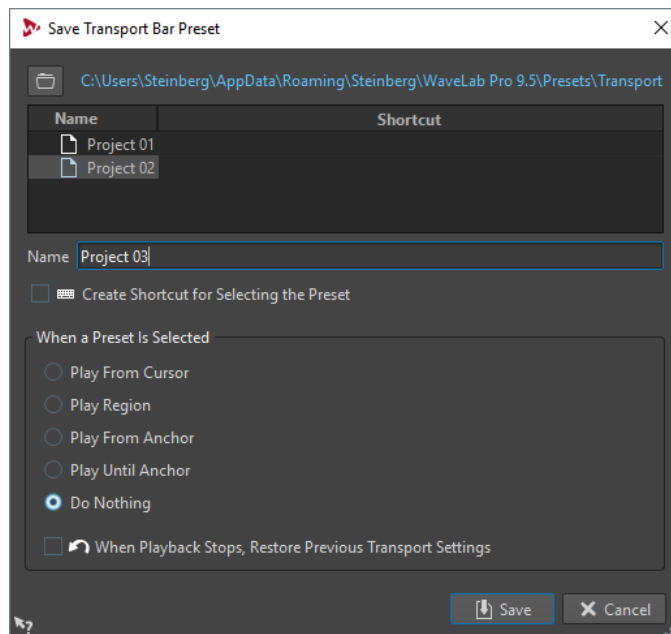 Save Transport Bar Preset
C:\Users\Steinberg\AppData\Roaming\Steinberg\WaveLab Pro 9.5\Presets\Transport
Name Shortcut
Project 01
Project 02
Name Project 03
Create Shortcut for Selecting the Preset
When a Preset Is Selected
Play From Cursor
Play Region
Play From Anchor
Play Until Anchor
Do Nothing
When Playback Stops, Restore Previous Transport Settings
Save Cancel